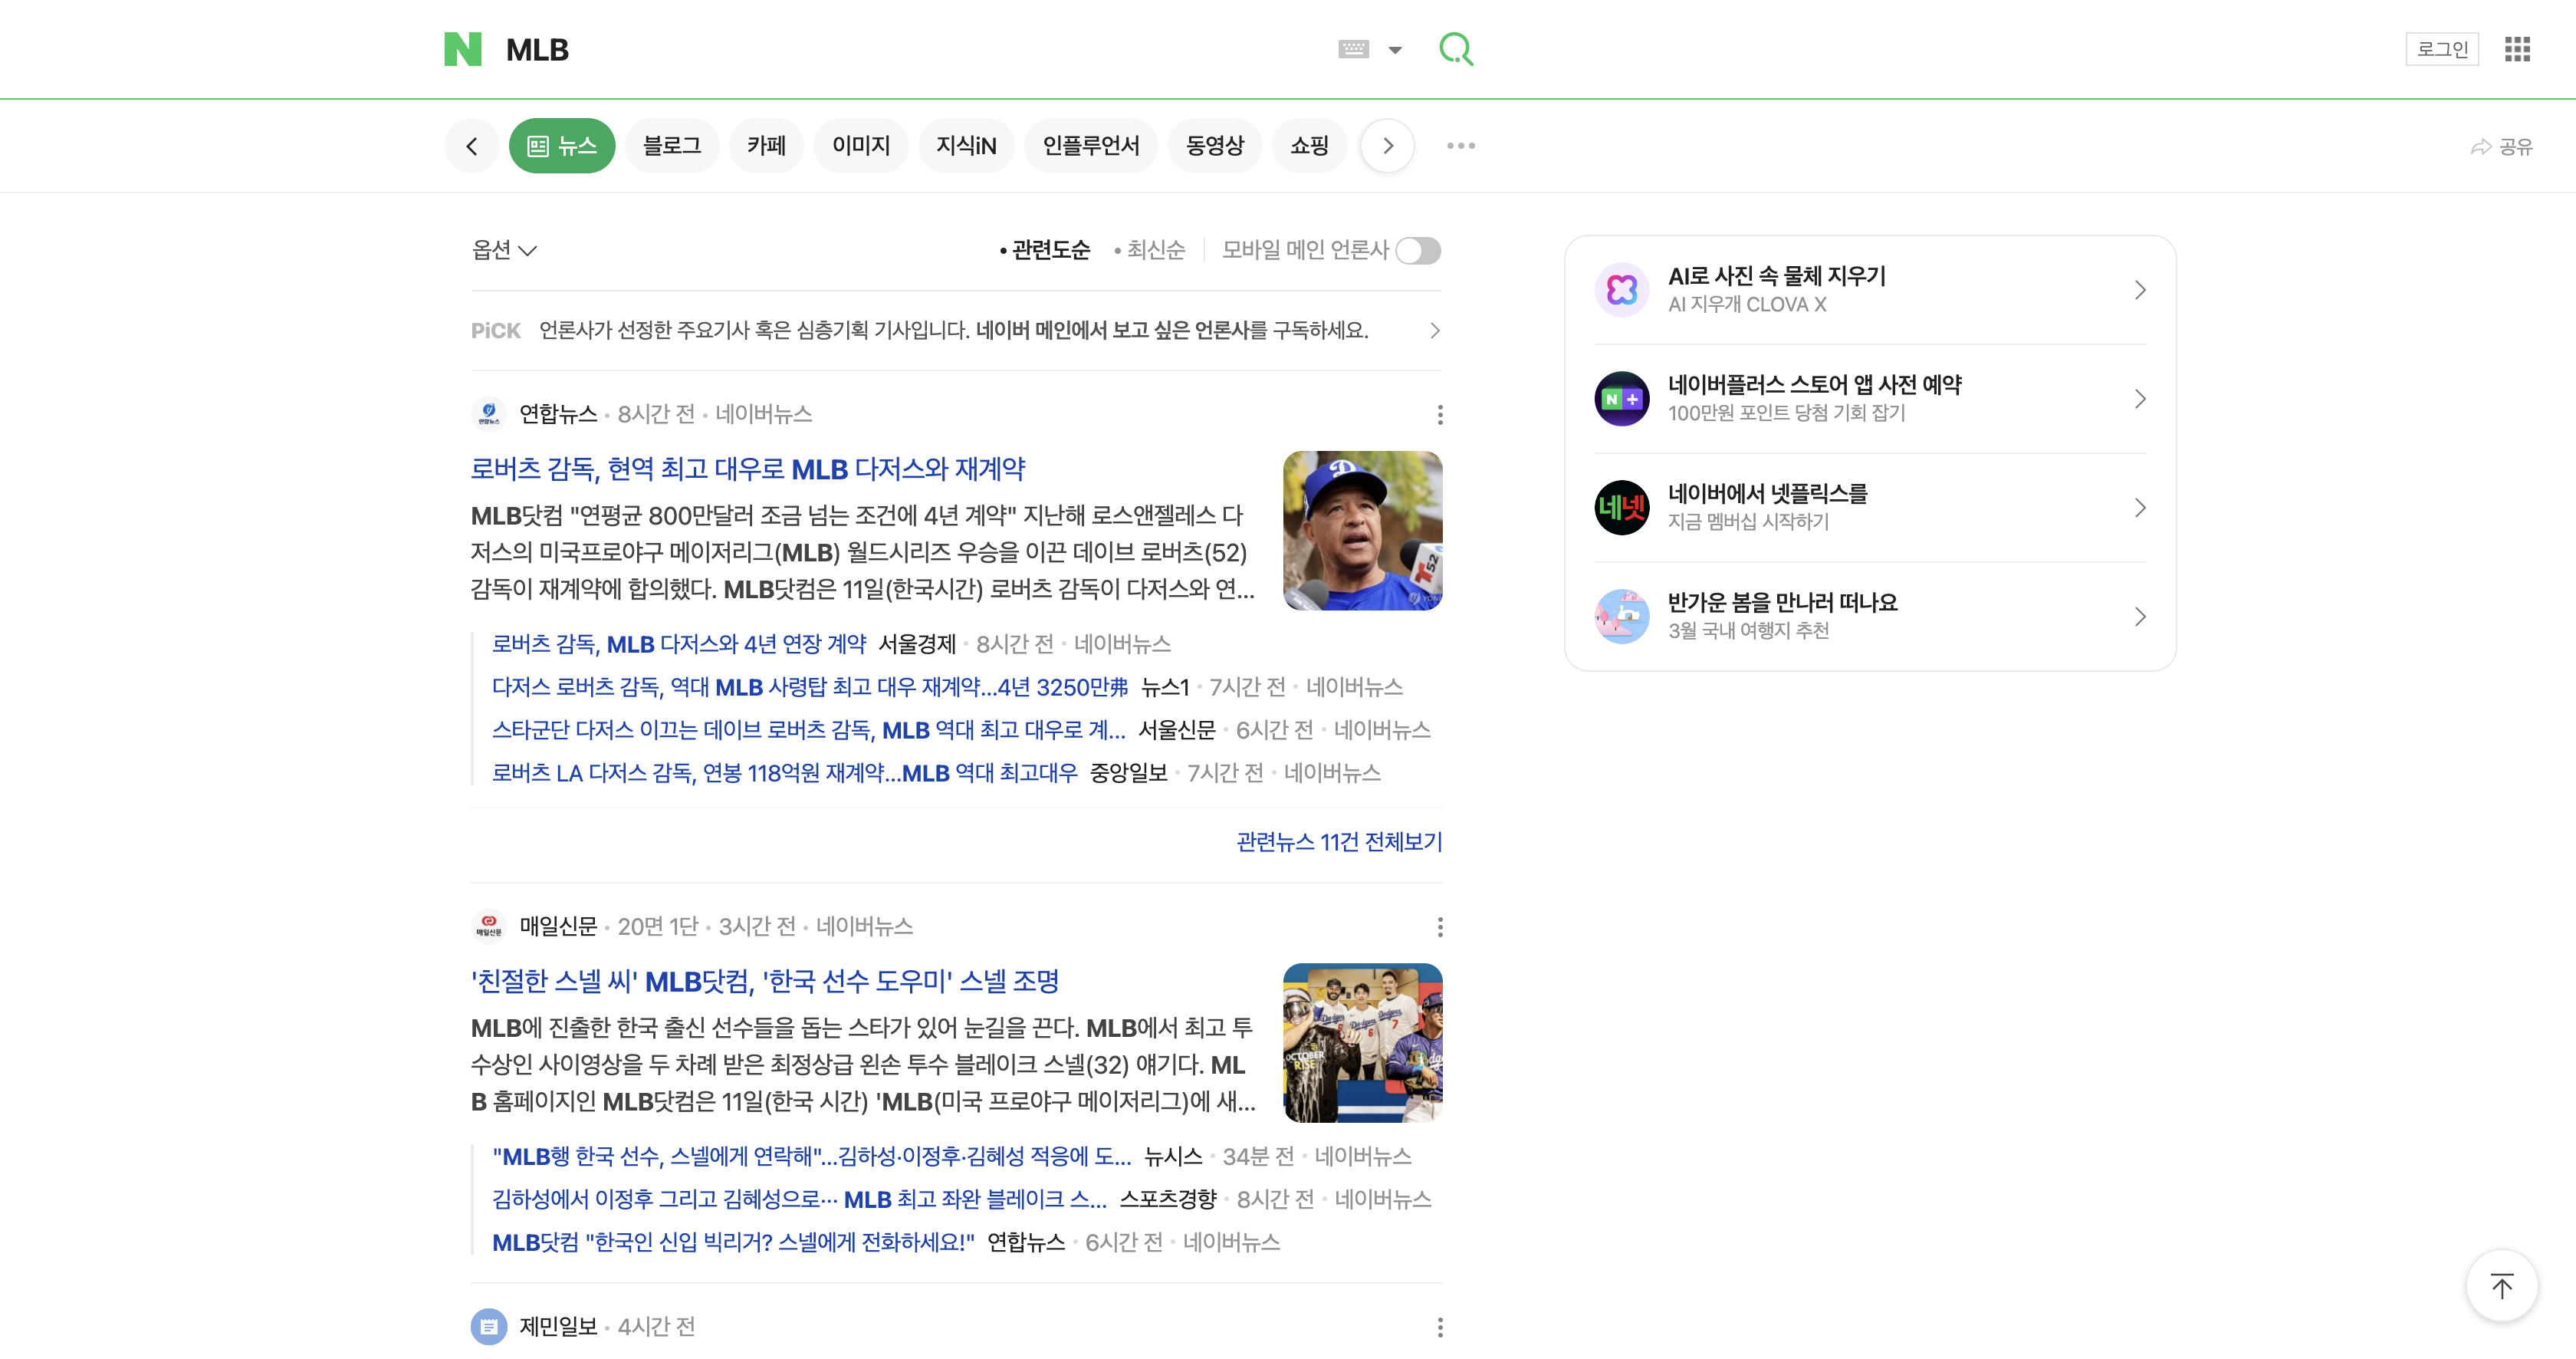 N MLB
로그인
뉴스 블로그 카페 이미지 지식iN 인플루언서 동영상 쇼핑
공유
옵션 • 관련도순 • 최신순 모바일 메인 언론사
PiCK 언론사가 선정한 주요기사 혹은 심층기획 기사입니다. 네이버 메인에서 보고 싶은 언론사를 구독하세요.
연합뉴스 연합뉴스 · 8시간 전 · 네이버뉴스
로버츠 감독, 현역 최고 대우로 MLB 다저스와 재계약
MLB닷컴 "연평균 800만달러 조금 넘는 조건에 4년 계약" 지난해 로스앤젤레스 다
저스의 미국프로야구 메이저리그(MLB) 월드시리즈 우승을 이끈 데이브 로버츠(52)
감독이 재계약에 합의했다. MLB닷컴은 11일(한국시간) 로버츠 감독이 다저스와 연...
52
로버츠 감독, MLB 다저스와 4년 연장 계약 서울경제 · 8시간 전 · 네이버뉴스
다저스 로버츠 감독, 역대 MLB 사령탑 최고 대우 재계약…4년 3250만弗 뉴스1 · 7시간 전 · 네이버뉴스
스타군단 다저스 이끄는 데이브 로버츠 감독, MLB 역대 최고 대우로 계... 서울신문 · 6시간 전 · 네이버뉴스
로버츠 LA 다저스 감독, 연봉 118억원 재계약…MLB 역대 최고대우 중앙일보 · 7시간 전 · 네이버뉴스
관련뉴스 11건 전체보기
매일신문 매일신문 · 20면 1단 · 3시간 전 · 네이버뉴스
'친절한 스넬 씨' MLB닷컴, '한국 선수 도우미' 스넬 조명
MLB에 진출한 한국 출신 선수들을 돕는 스타가 있어 눈길을 끈다. MLB에서 최고 투
수상인 사이영상을 두 차례 받은 최정상급 왼손 투수 블레이크 스넬(32) 얘기다. ML
B 홈페이지인 MLB닷컴은 11일(한국 시간) 'MLB(미국 프로야구 메이저리그)에 새...
Dodgers Dodgers
6 7
OCTOBER
RISE
"MLB행 한국 선수, 스넬에게 연락해"…김하성·이정후·김혜성 적응에 도... 뉴시스 · 34분 전 · 네이버뉴스
김하성에서 이정후 그리고 김혜성으로… MLB 최고 좌완 블레이크 스... 스포츠경향 · 8시간 전 · 네이버뉴스
MLB닷컴 "한국인 신입 빅리거? 스넬에게 전화하세요!" 연합뉴스 · 6시간 전 · 네이버뉴스
제민일보 · 4시간 전
AI로 사진 속 물체 지우기
AI 지우개 CLOVA X
N +
네이버플러스 스토어 앱 사전 예약
100만원 포인트 당첨 기회 잡기
네넷
네이버에서 넷플릭스를
지금 멤버십 시작하기
반가운 봄을 만나러 떠나요
3월 국내 여행지 추천